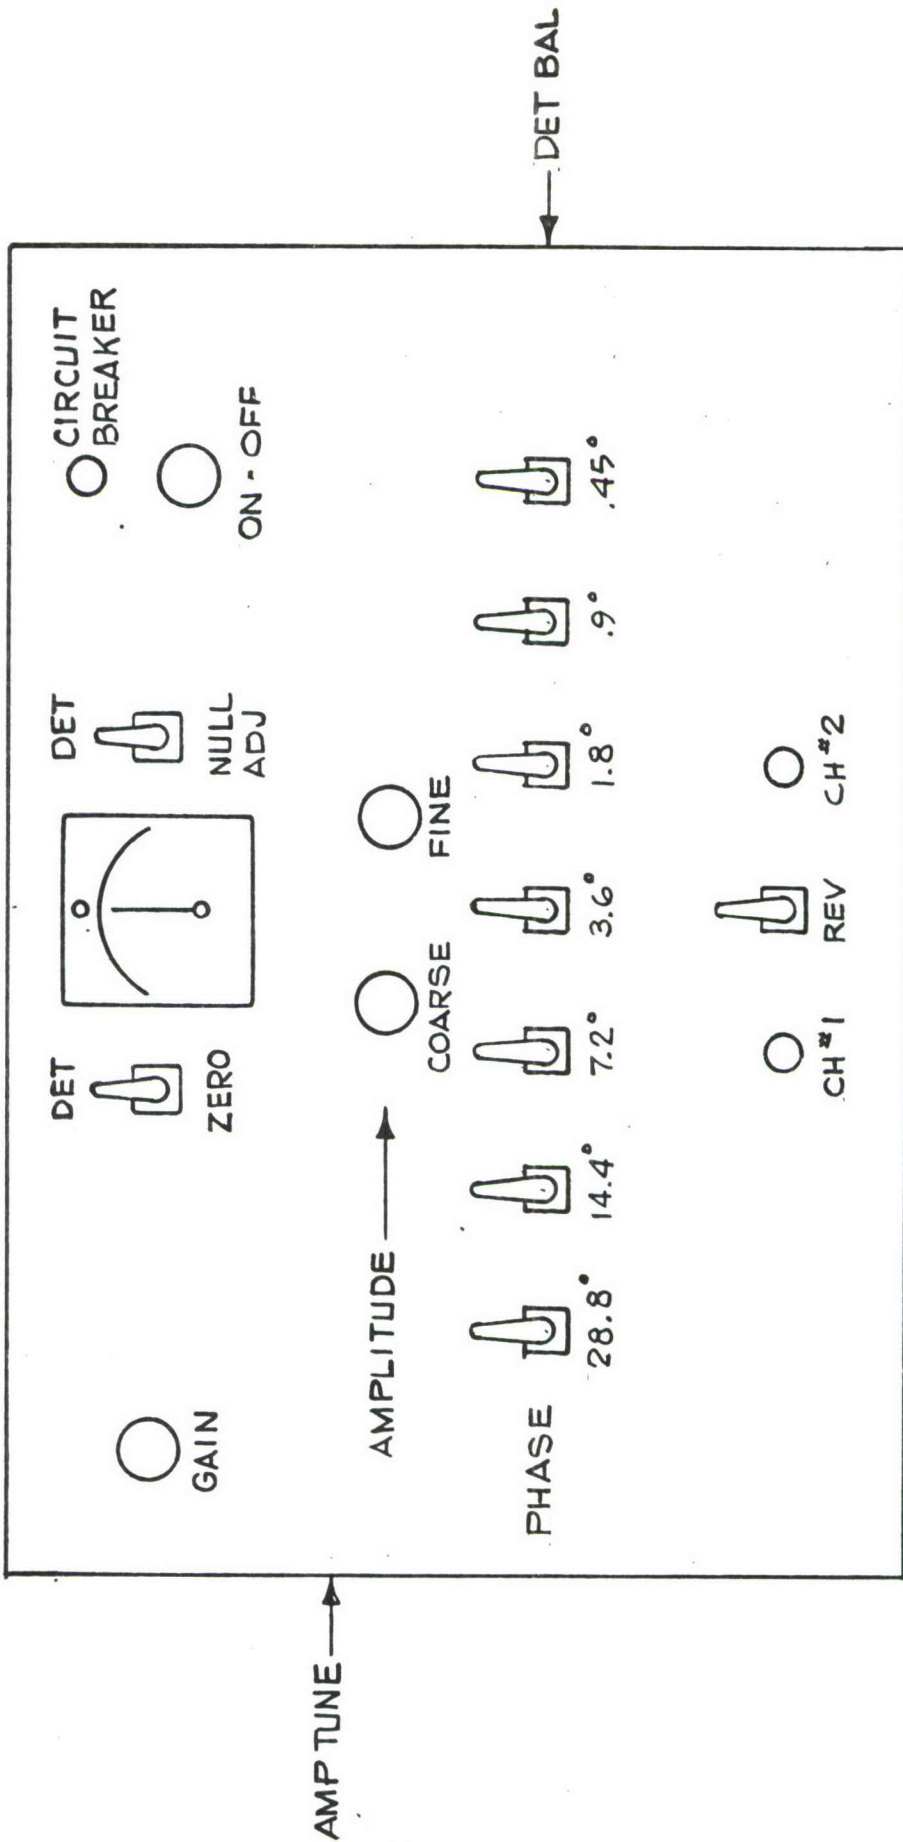 DET
DET
CIRCUIT
BREAKER
GAIN
ZERO
NULL
ADJ
ON - OFF
AMP TUNE
AMPLITUDE
COARSE
FINE
PHASE
DET BAL
28.8°
14.4°
7.2°
3.6°
1.8°
.9°
.45°
CH #1
REV
CH #2